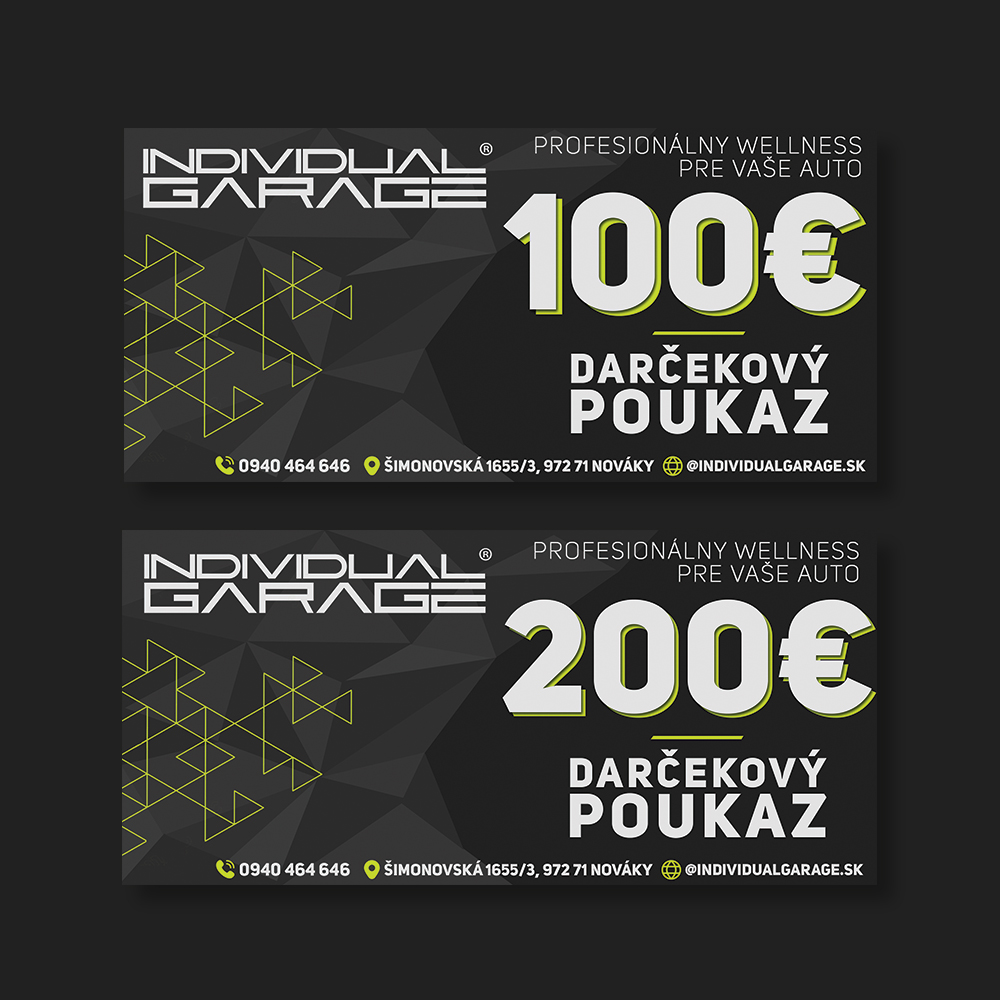 INDIVIDUAL®
GARAGE
PROFESIONÁLNY WELLNESS
PRE VAŠE AUTO
100€
DARČEKOVÝ
POUKAZ
0940 464 646 ŠIMONOVSKÁ 1655/3, 972 71 NOVÁKY @INDIVIDUALGARAGE.SK
INDIVIDUAL®
GARAGE
PROFESIONÁLNY WELLNESS
PRE VAŠE AUTO
200€
DARČEKOVÝ
POUKAZ
0940 464 646 ŠIMONOVSKÁ 1655/3, 972 71 NOVÁKY @INDIVIDUALGARAGE.SK